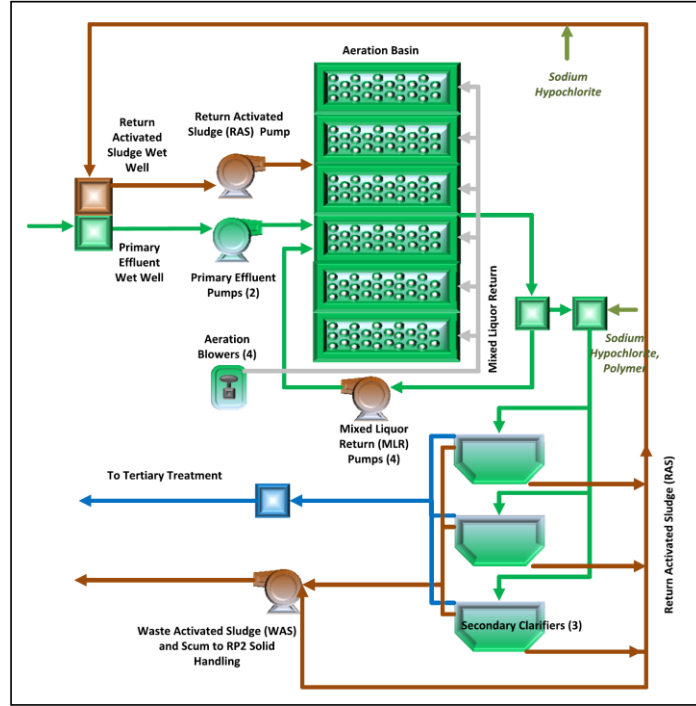 Aeration Basin
Sodium
Hypochlorite
Return Activated
Sludge (RAS)  Pump
Return
Activated
Sludge Wet
Well
Primary
Effluent
Wet Well
Primary Effluent
Pumps (2)
Mixed Liquor Return
Sodium
Hypochlorite,
Polymer
Aeration
Blowers (4)
Mixed Liquor
Return (MLR)
Pumps (4)
To Tertiary Treatment
Return Activated Sludge (RAS)
Secondary Clarifiers (3)
Waste Activated Sludge (WAS)
and Scum to RP2 Solid
Handling